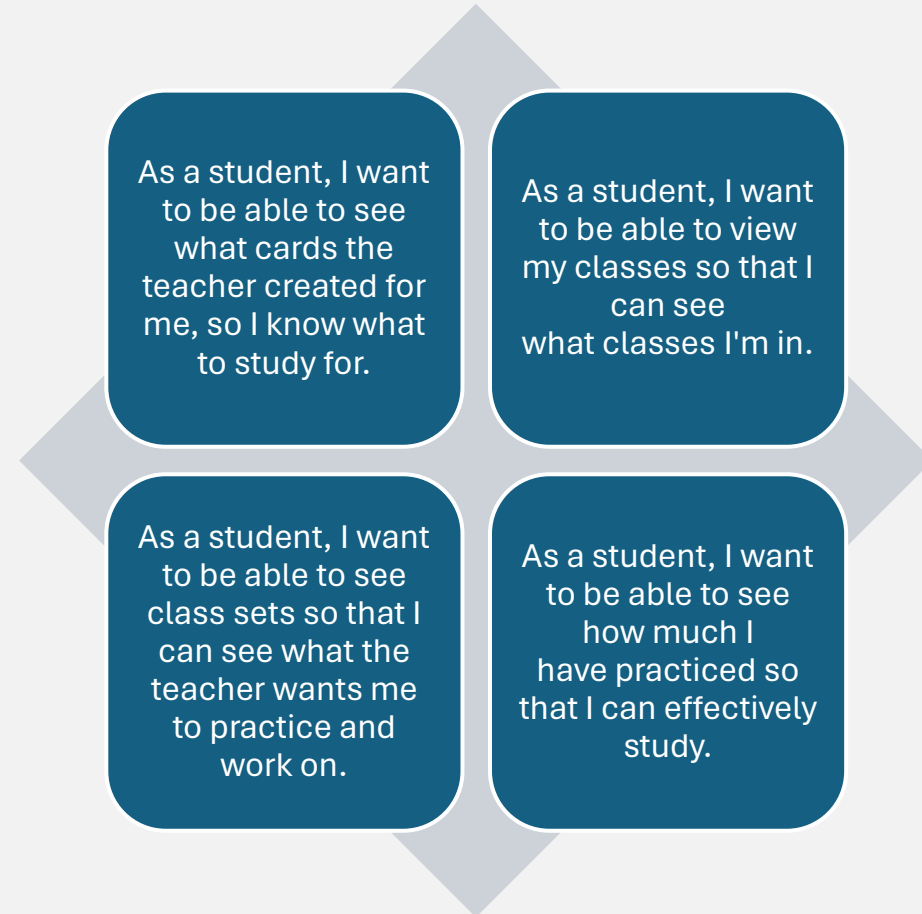 As a student, I want
to be able to see
what cards the
teacher created for
me, so I know what
to study for.
As a student, I want
to be able to view
my classes so that I
can see
what classes I'm in.
As a student, I want
to be able to see
class sets so that I
can see what the
teacher wants me
to practice and
work on.
As a student, I want
to be able to see
how much I
have practiced so
that I can effectively
study.